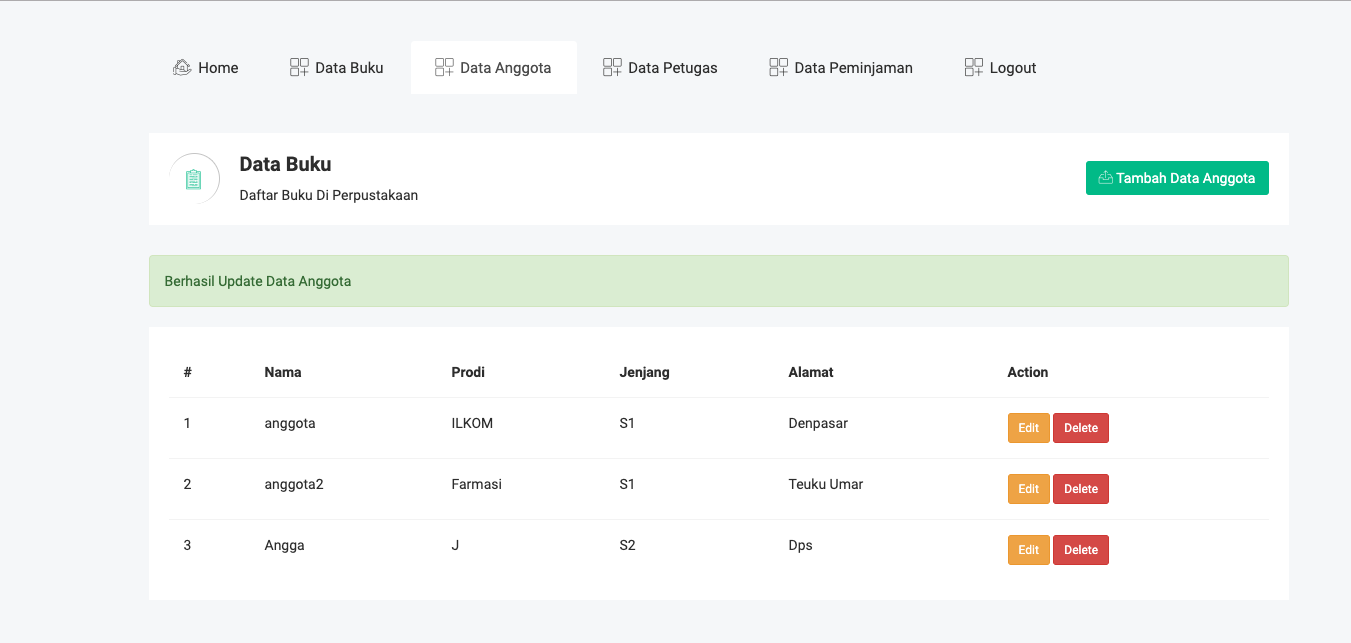 Home Data Buku Data Anggota Data Petugas Data Peminjaman Logout
Data Buku
Daftar Buku Di Perpustakaan
Tambah Data Anggota
Berhasil Update Data Anggota
# Nama Prodi Jenjang Alamat Action
1 anggota ILKOM S1 Denpasar Edit Delete
2 anggota2 Farmasi S1 Teuku Umar Edit Delete
3 Angga J S2 Dps Edit Delete